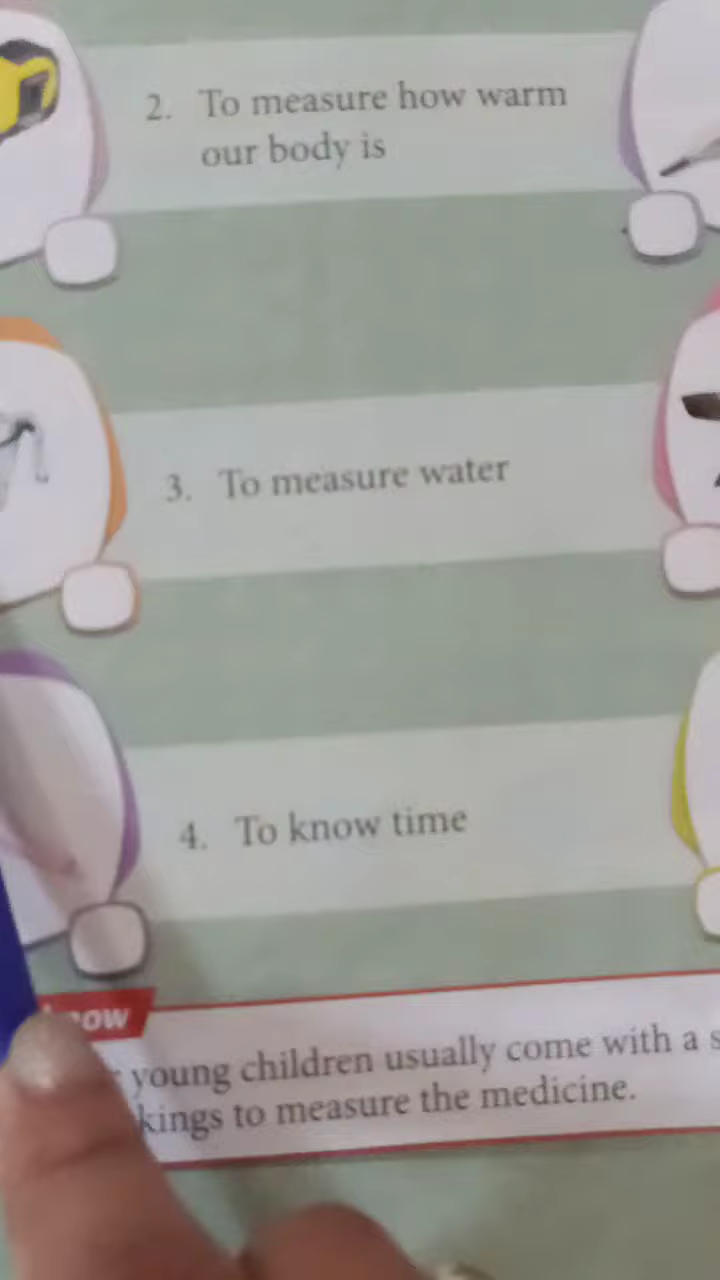 2. To measure how warm
our body is
3. To measure water
4. To know time
young children usually come with a
to measure the medicine.